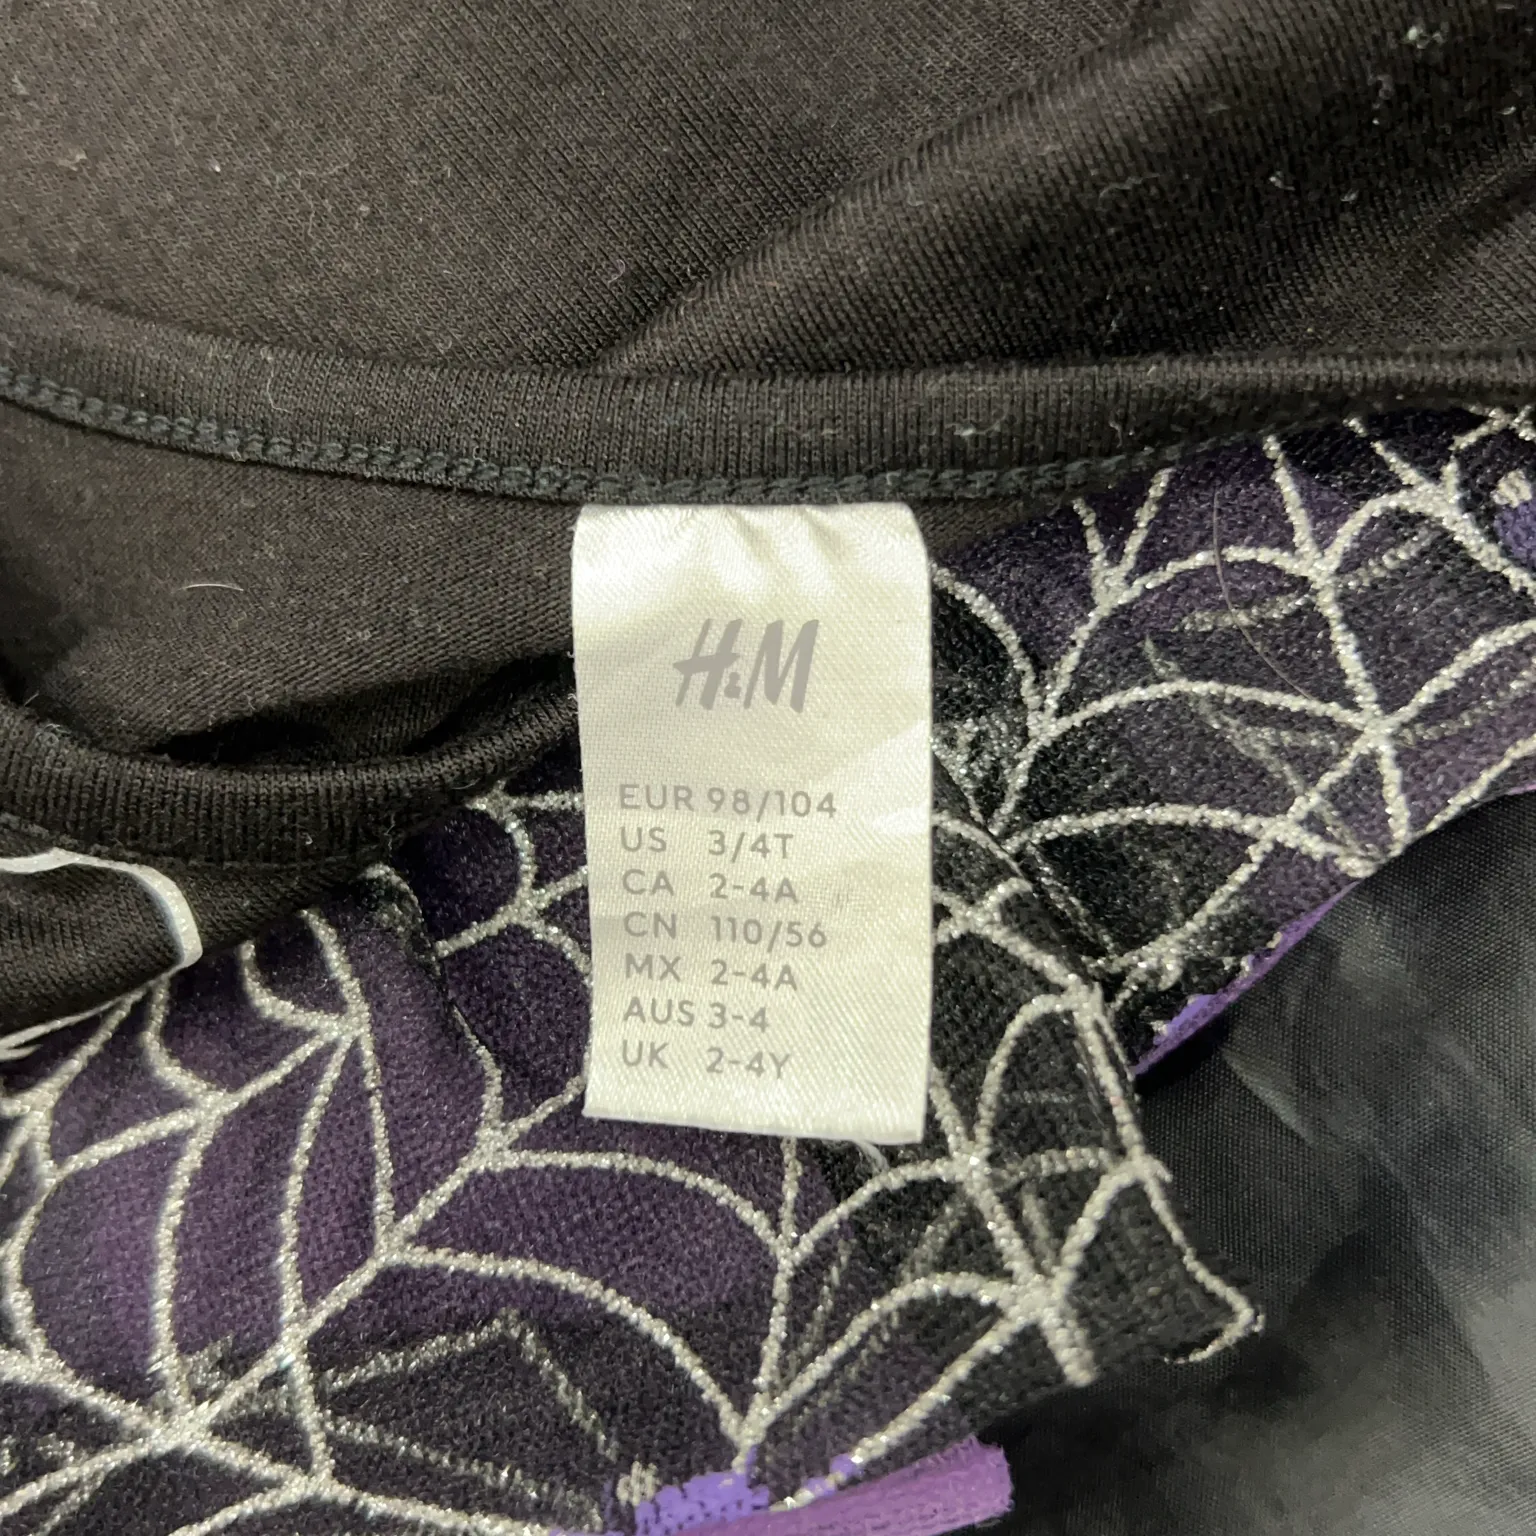 H&M
EUR 98/104
US 3/4T
CA 2-4A
CN 110/56
MX 2-4A
AUS 3-4
UK 2-4Y